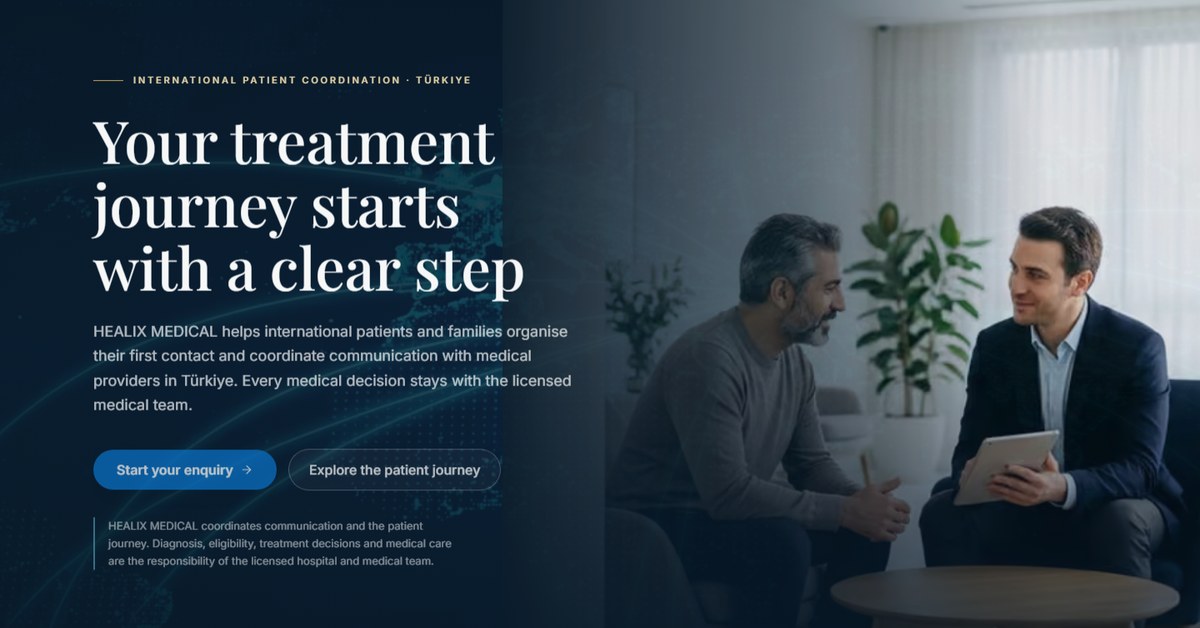 INTERNATIONAL PATIENT COORDINATION · TÜRKIYE
Your treatment
journey starts
with a clear step
HEALIX MEDICAL helps international patients and families organise
their first contact and coordinate communication with medical
providers in Türkiye. Every medical decision stays with the licensed
medical team.
Start your enquiry →
Explore the patient journey
HEALIX MEDICAL coordinates communication and the patient
journey. Diagnosis, eligibility, treatment decisions and medical care
are the responsibility of the licensed hospital and medical team.